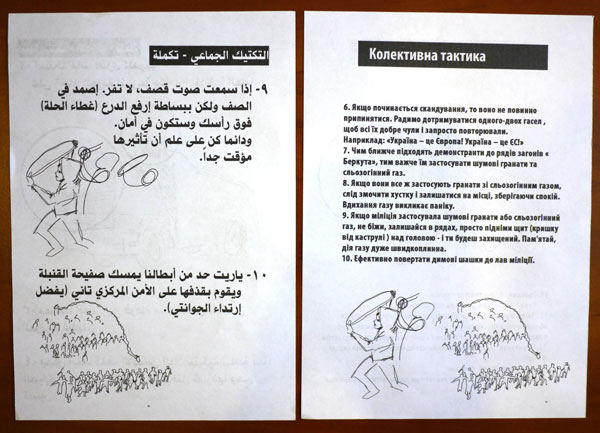 التكتيك الجماعي - تكملة
٩- إذا سمعت صوت قصف، لا تفر. إصمد في
الصف ولكن ببساطة إرفع الدرع (غطاء الحلة)
فوق رأسك وستكون في أمان.
ودائما كن على علم أن تأثيرها
مؤقت جداً.
١٠- ياريت حد من أبطالنا يمسك صفيحة القنبلة
ويقوم بقذفها على الأمن المركزي تاني (يفضل
إرتداء الجوانتي).
Колективна тактика
6. Якщо починається скандування, то воно не повинно
припинятися. Радимо дотримуватися одного-двох гасел ,
щоб всі їх добре чули і запросто повторювали.
Наприклад: «Україна – це Європа! Україна – це ЄС!»
7. Чим ближче підходять демонстранти до рядів загонів «
Беркута», тим важче їм застосувати шумові гранати та
сльозогінний газ.
8. Якщо вони все ж застосують гранати зі сльозогінним газом,
слід змочити хустку і залишатися на місці, зберігаючи спокій.
Вдихання газу викликає паніку.
9. Якщо міліція застосувала шумові гранати або сльозогінний
газ, не біжи, залишайся в рядах, просто підніми щит (кришку
від каструлі ) над головою - і ти будеш захищений. Пам'ятай,
дія газу дуже швидкоплинна.
10. Ефективно повертати димові шашки до лав міліції.